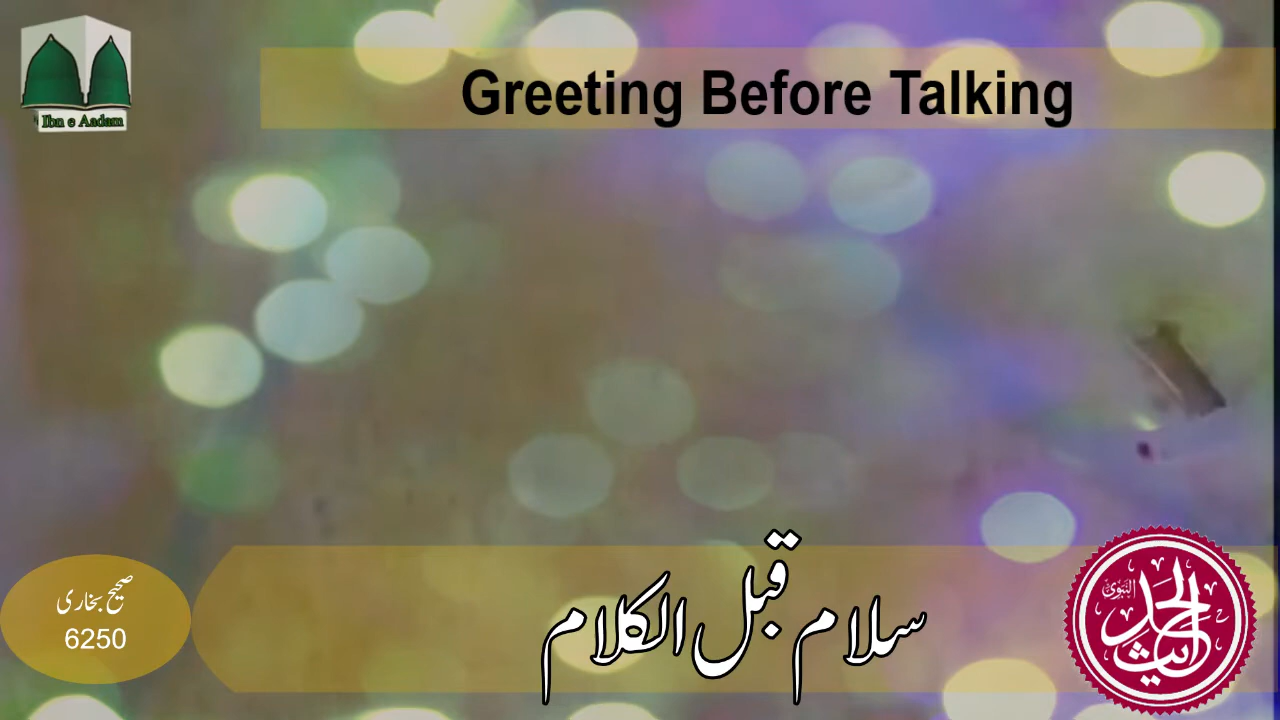 Ibn e Aadam
Greeting Before Talking
سلام قبل الکلام
صحیح بخاری
6250
الحدیث
النبوی